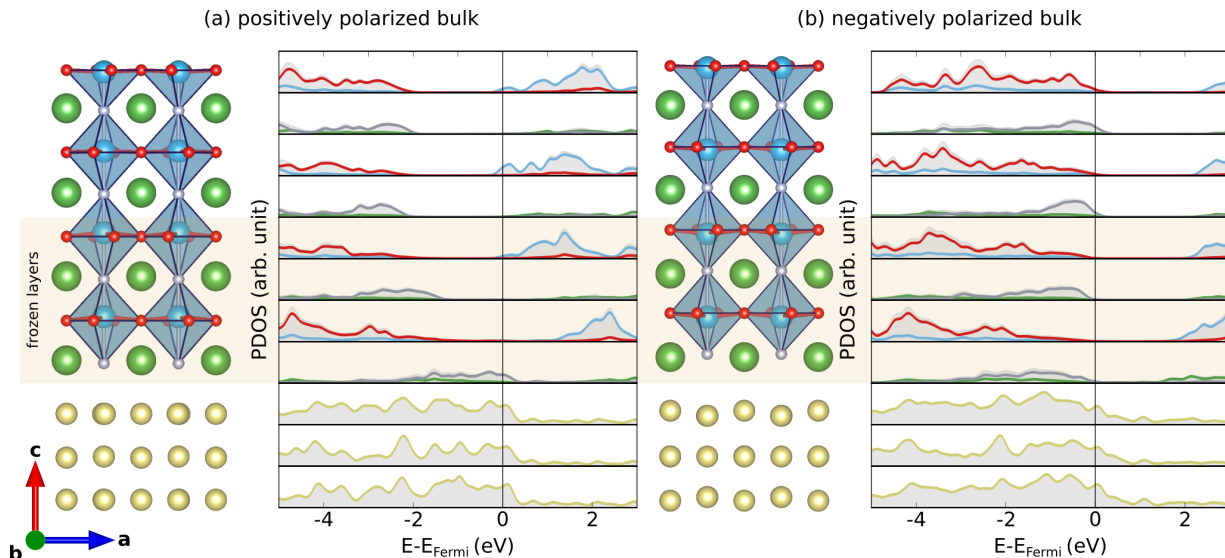 (a) positively polarized bulk
(b) negatively polarized bulk
frozen layers
PDOS (arb. unit)
PDOS (arb. unit)
c
b
a
-4 -2 0 2
E-E_Fermi (eV)
-4 -2 0 2
E-E_Fermi (eV)